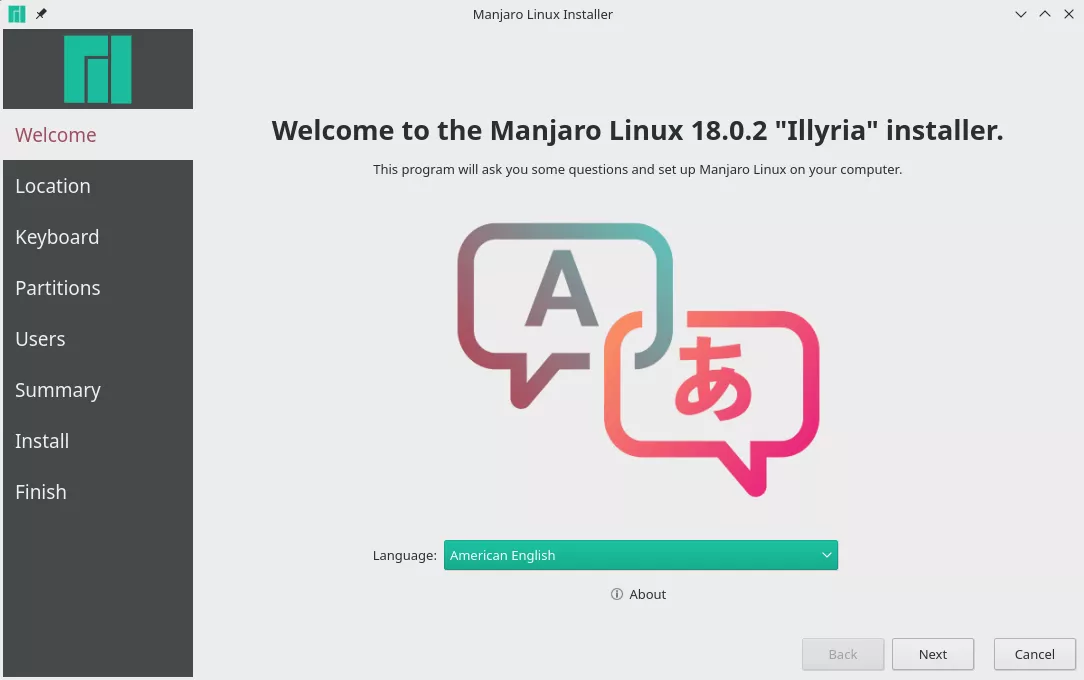 Manjaro Linux Installer
Welcome
Location
Keyboard
Partitions
Users
Summary
Install
Finish
Welcome to the Manjaro Linux 18.0.2 "Illyria" installer.
This program will ask you some questions and set up Manjaro Linux on your computer.
A
あ
Language: American English
About
Back Next Cancel